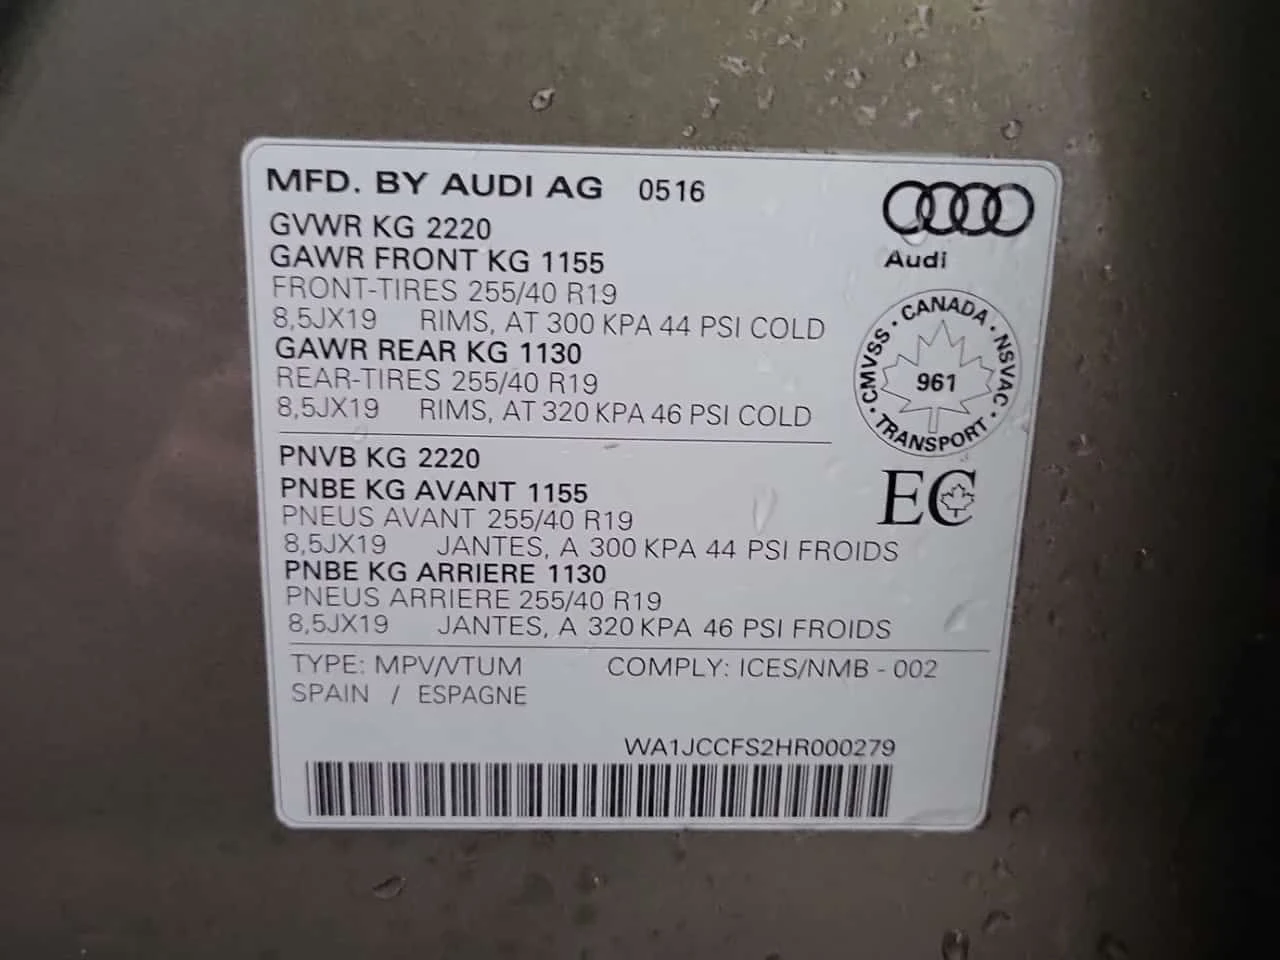 MFD. BY AUDI AG 0516
GVWR KG 2220
GAWR FRONT KG 1155
FRONT-TIRES 255/40 R19
8,5JX19 RIMS, AT 300 KPA 44 PSI COLD
GAWR REAR KG 1130
REAR-TIRES 255/40 R19
8,5JX19 RIMS, AT 320 KPA 46 PSI COLD
Audi
CANADA · NSVAC · TRANSPORT · CMVSS ·
961
EC
PNVB KG 2220
PNBE KG AVANT 1155
PNEUS AVANT 255/40 R19
8,5JX19 JANTES, A 300 KPA 44 PSI FROIDS
PNBE KG ARRIERE 1130
PNEUS ARRIERE 255/40 R19
8,5JX19 JANTES, A 320 KPA 46 PSI FROIDS
TYPE: MPV/VTUM COMPLY: ICES/NMB - 002
SPAIN / ESPAGNE
WA1JCCFS2HR000279